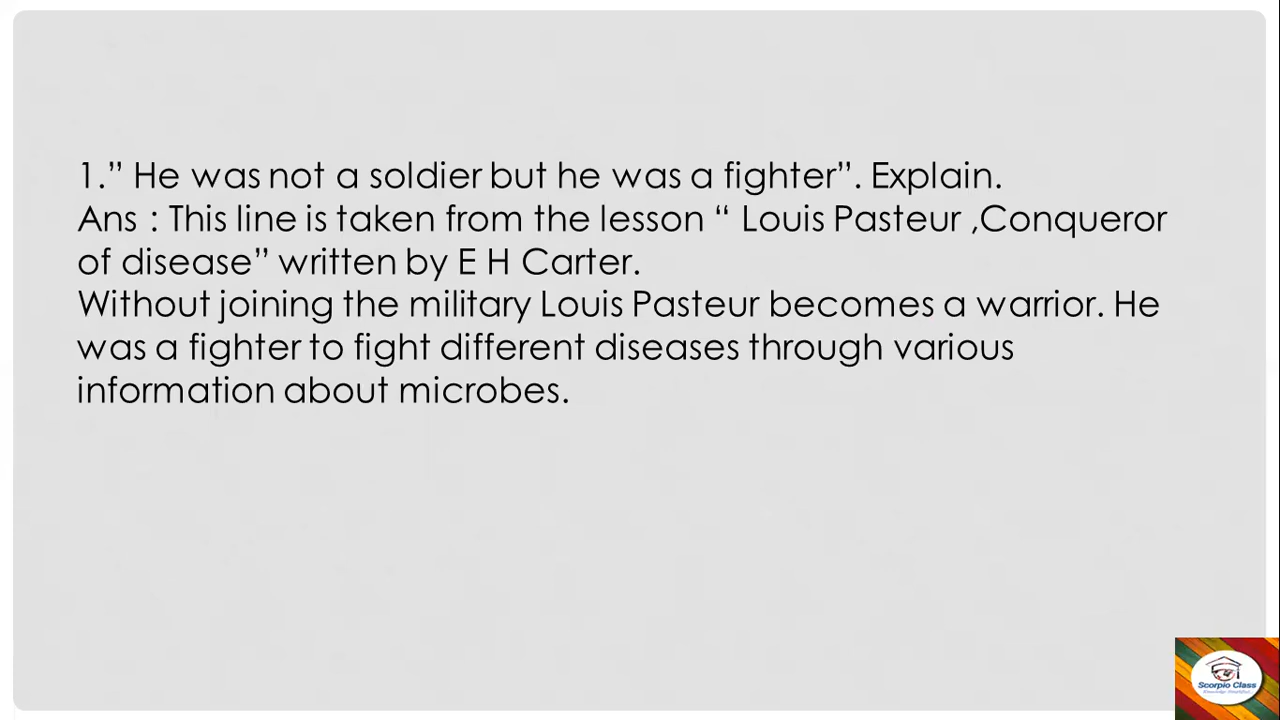 1.” He was not a soldier but he was a fighter”. Explain.
Ans : This line is taken from the lesson “ Louis Pasteur ,Conqueror
of disease” written by E H Carter.
Without joining the military Louis Pasteur becomes a warrior. He
was a fighter to fight different diseases through various
information about microbes.
Scorpio Class